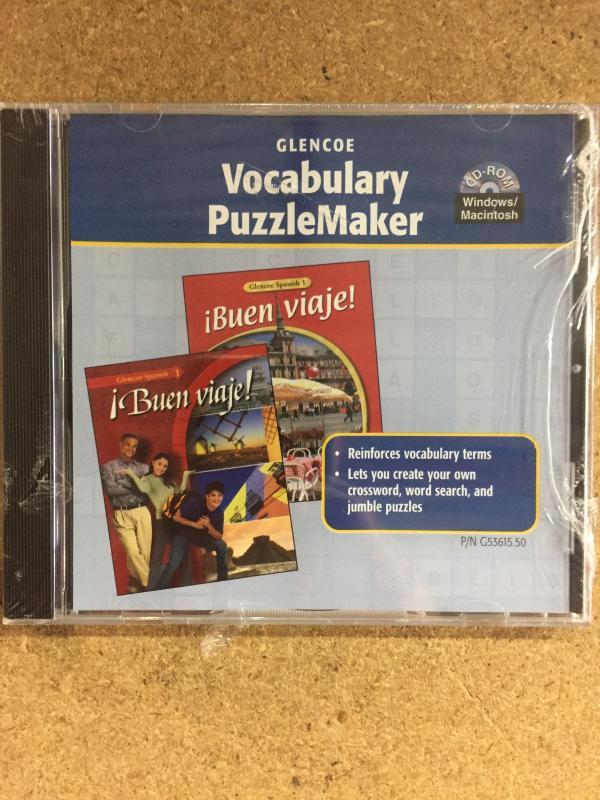 GLENCOE
Vocabulary
PuzzleMaker
CD-ROM
Windows/
Macintosh
Glencoe Spanish 1
¡Buen viaje!
Glencoe Spanish 1
¡Buen viaje!
• Reinforces vocabulary terms
• Lets you create your own
crossword, word search, and
jumble puzzles
P/N G53615.50